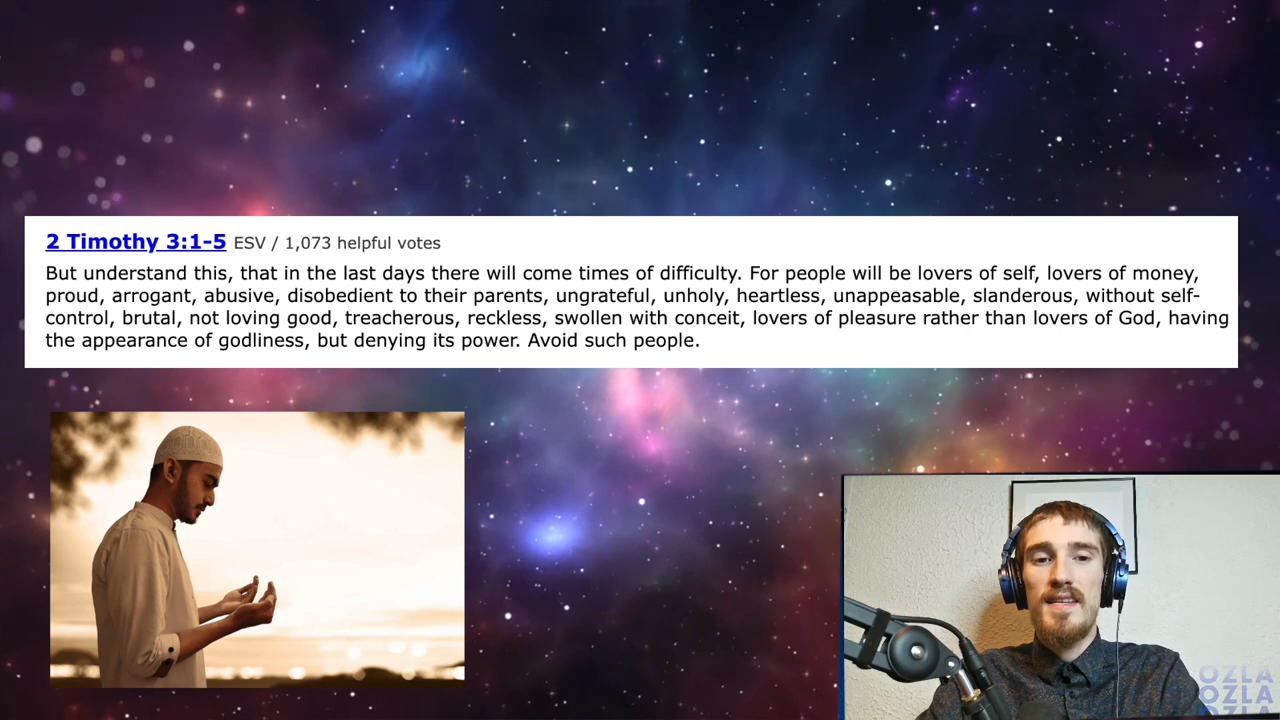 2 Timothy 3:1-5 ESV / 1,073 helpful votes
But understand this, that in the last days there will come times of difficulty. For people will be lovers of self, lovers of money,
proud, arrogant, abusive, disobedient to their parents, ungrateful, unholy, heartless, unappeasable, slanderous, without self-
control, brutal, not loving good, treacherous, reckless, swollen with conceit, lovers of pleasure rather than lovers of God, having
the appearance of godliness, but denying its power. Avoid such people.
OZLA
OZLA
OZLA